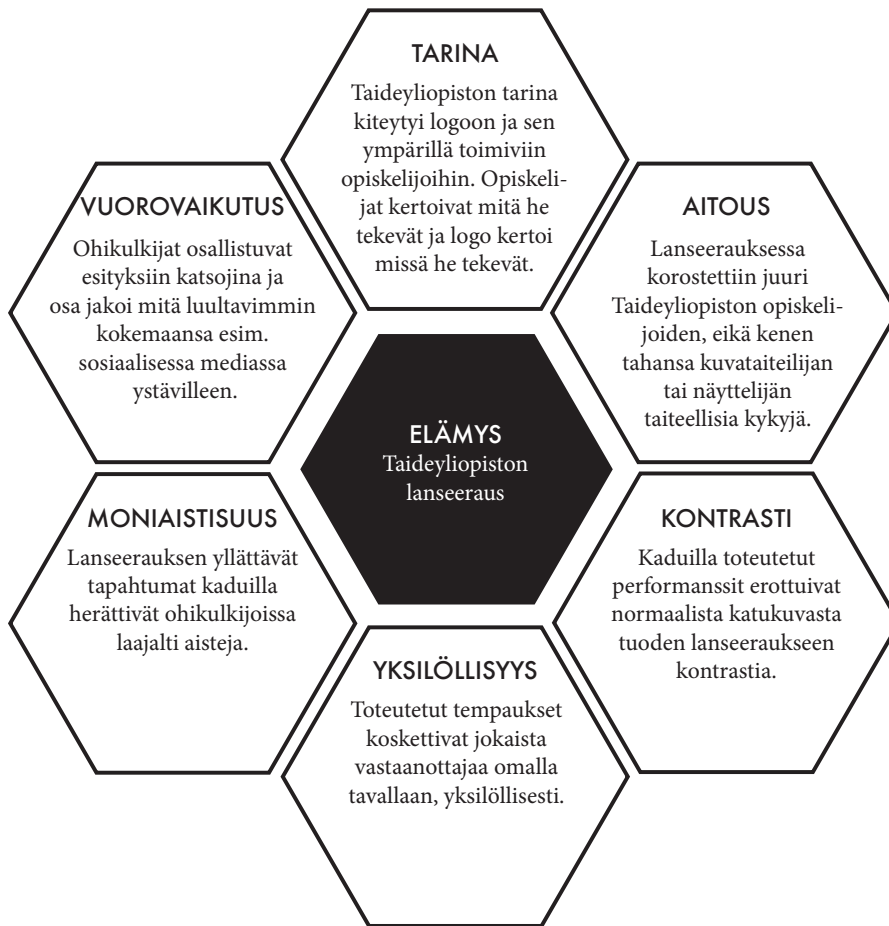 TARINA
Taideyliopiston tarina
kiteytyi logoon ja sen
ympärillä toimiviin
opiskelijoihin. Opiskeli-
jat kertoivat mitä he
tekevät ja logo kertoi
missä he tekevät.
VUOROVAIKUTUS
Ohikulkijat osallistuvat
esityksiin katsojina ja
osa jakoi mitä luultavimmin
kokemaansa esim.
sosiaalisessa mediassa
ystävilleen.
AITOUS
Lanseerauksessa
korostettiin juuri
Taideyliopiston opiskeli-
joiden, eikä kenen
tahansa kuvataiteilijan
tai näyttelijän
taiteellisia kykyjä.
ELÄMYS
Taideyliopiston
lanseeraus
MONIAISTISUUS
Lanseerauksen yllättävät
tapahtumat kaduilla
herättivät ohikulkijoissa
laajalti aisteja.
KONTRASTI
Kaduilla toteutetut
performanssit erottuivat
normaalista katukuvasta
tuoden lanseeraukseen
kontrastia.
YKSILÖLLISYYS
Toteutetut tempaukset
koskettivat jokaista
vastaanottajaa omalla
tavallaan, yksilöllisesti.